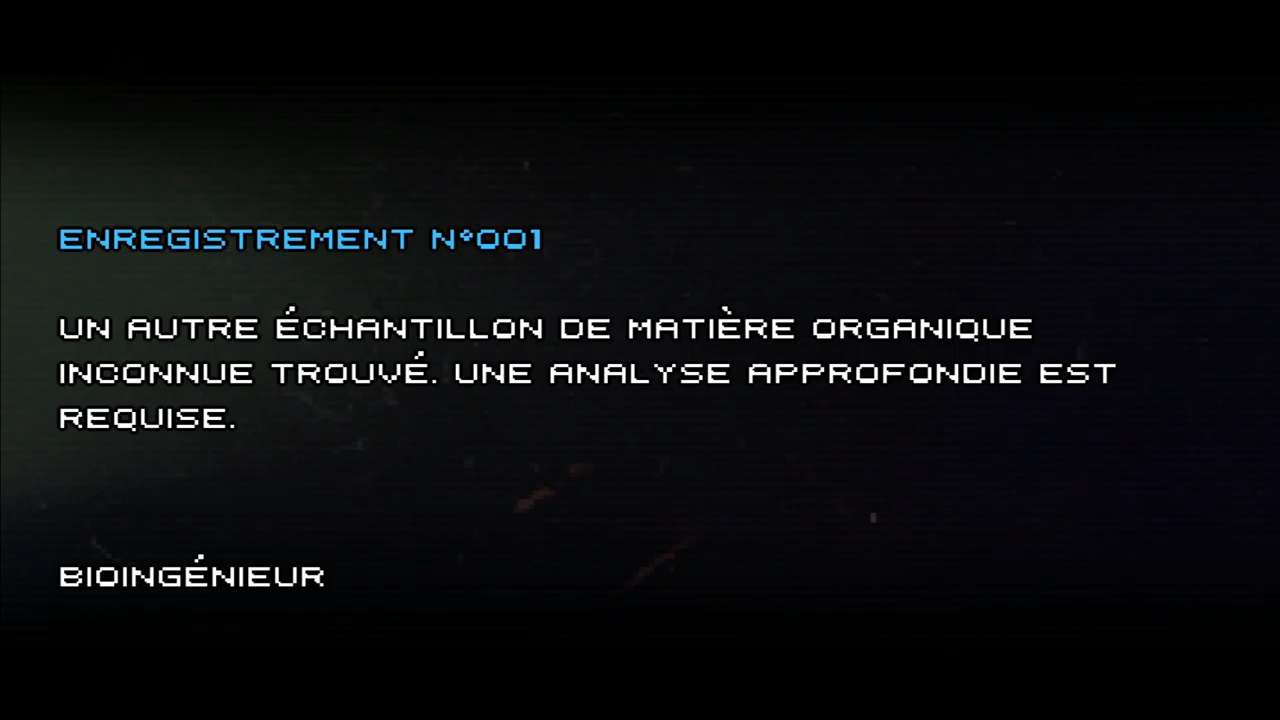 ENREGISTREMENT N°001
UN AUTRE ÉCHANTILLON DE MATIÈRE ORGANIQUE
INCONNUE TROUVÉ. UNE ANALYSE APPROFONDIE EST
REQUISE.
BIOINGÉNIEUR